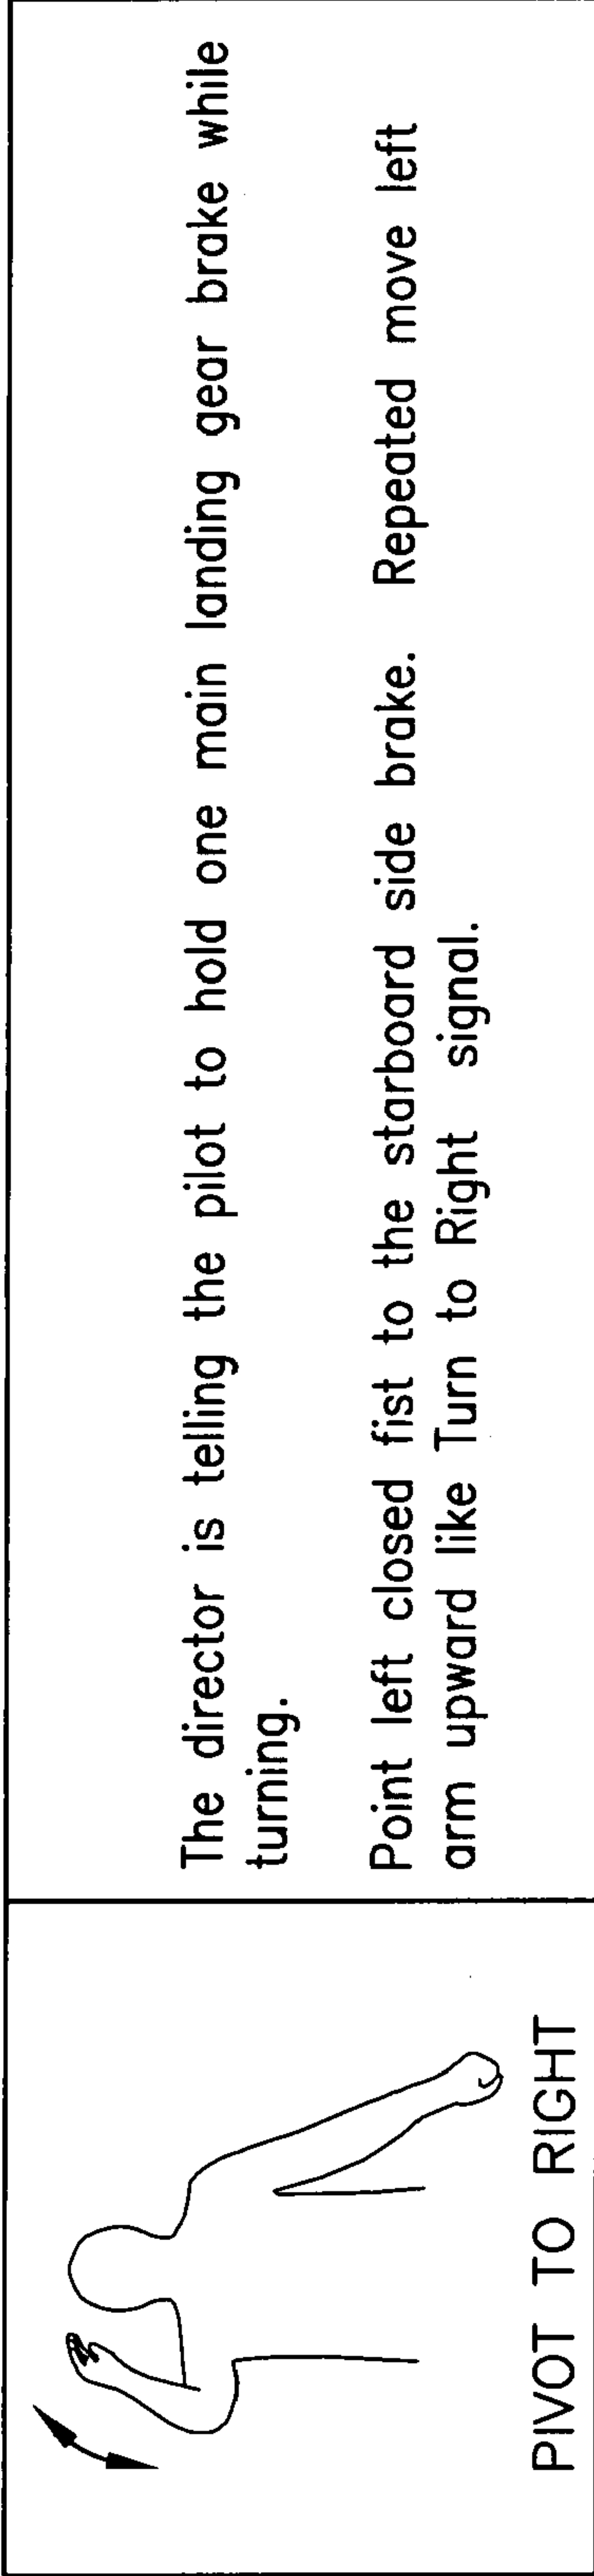 PIVOT TO RIGHT
The director is telling the pilot to hold one main landing gear brake while
turning.
Point left closed fist to the starboard side brake. Repeated move left
arm upward like Turn to Right signal.